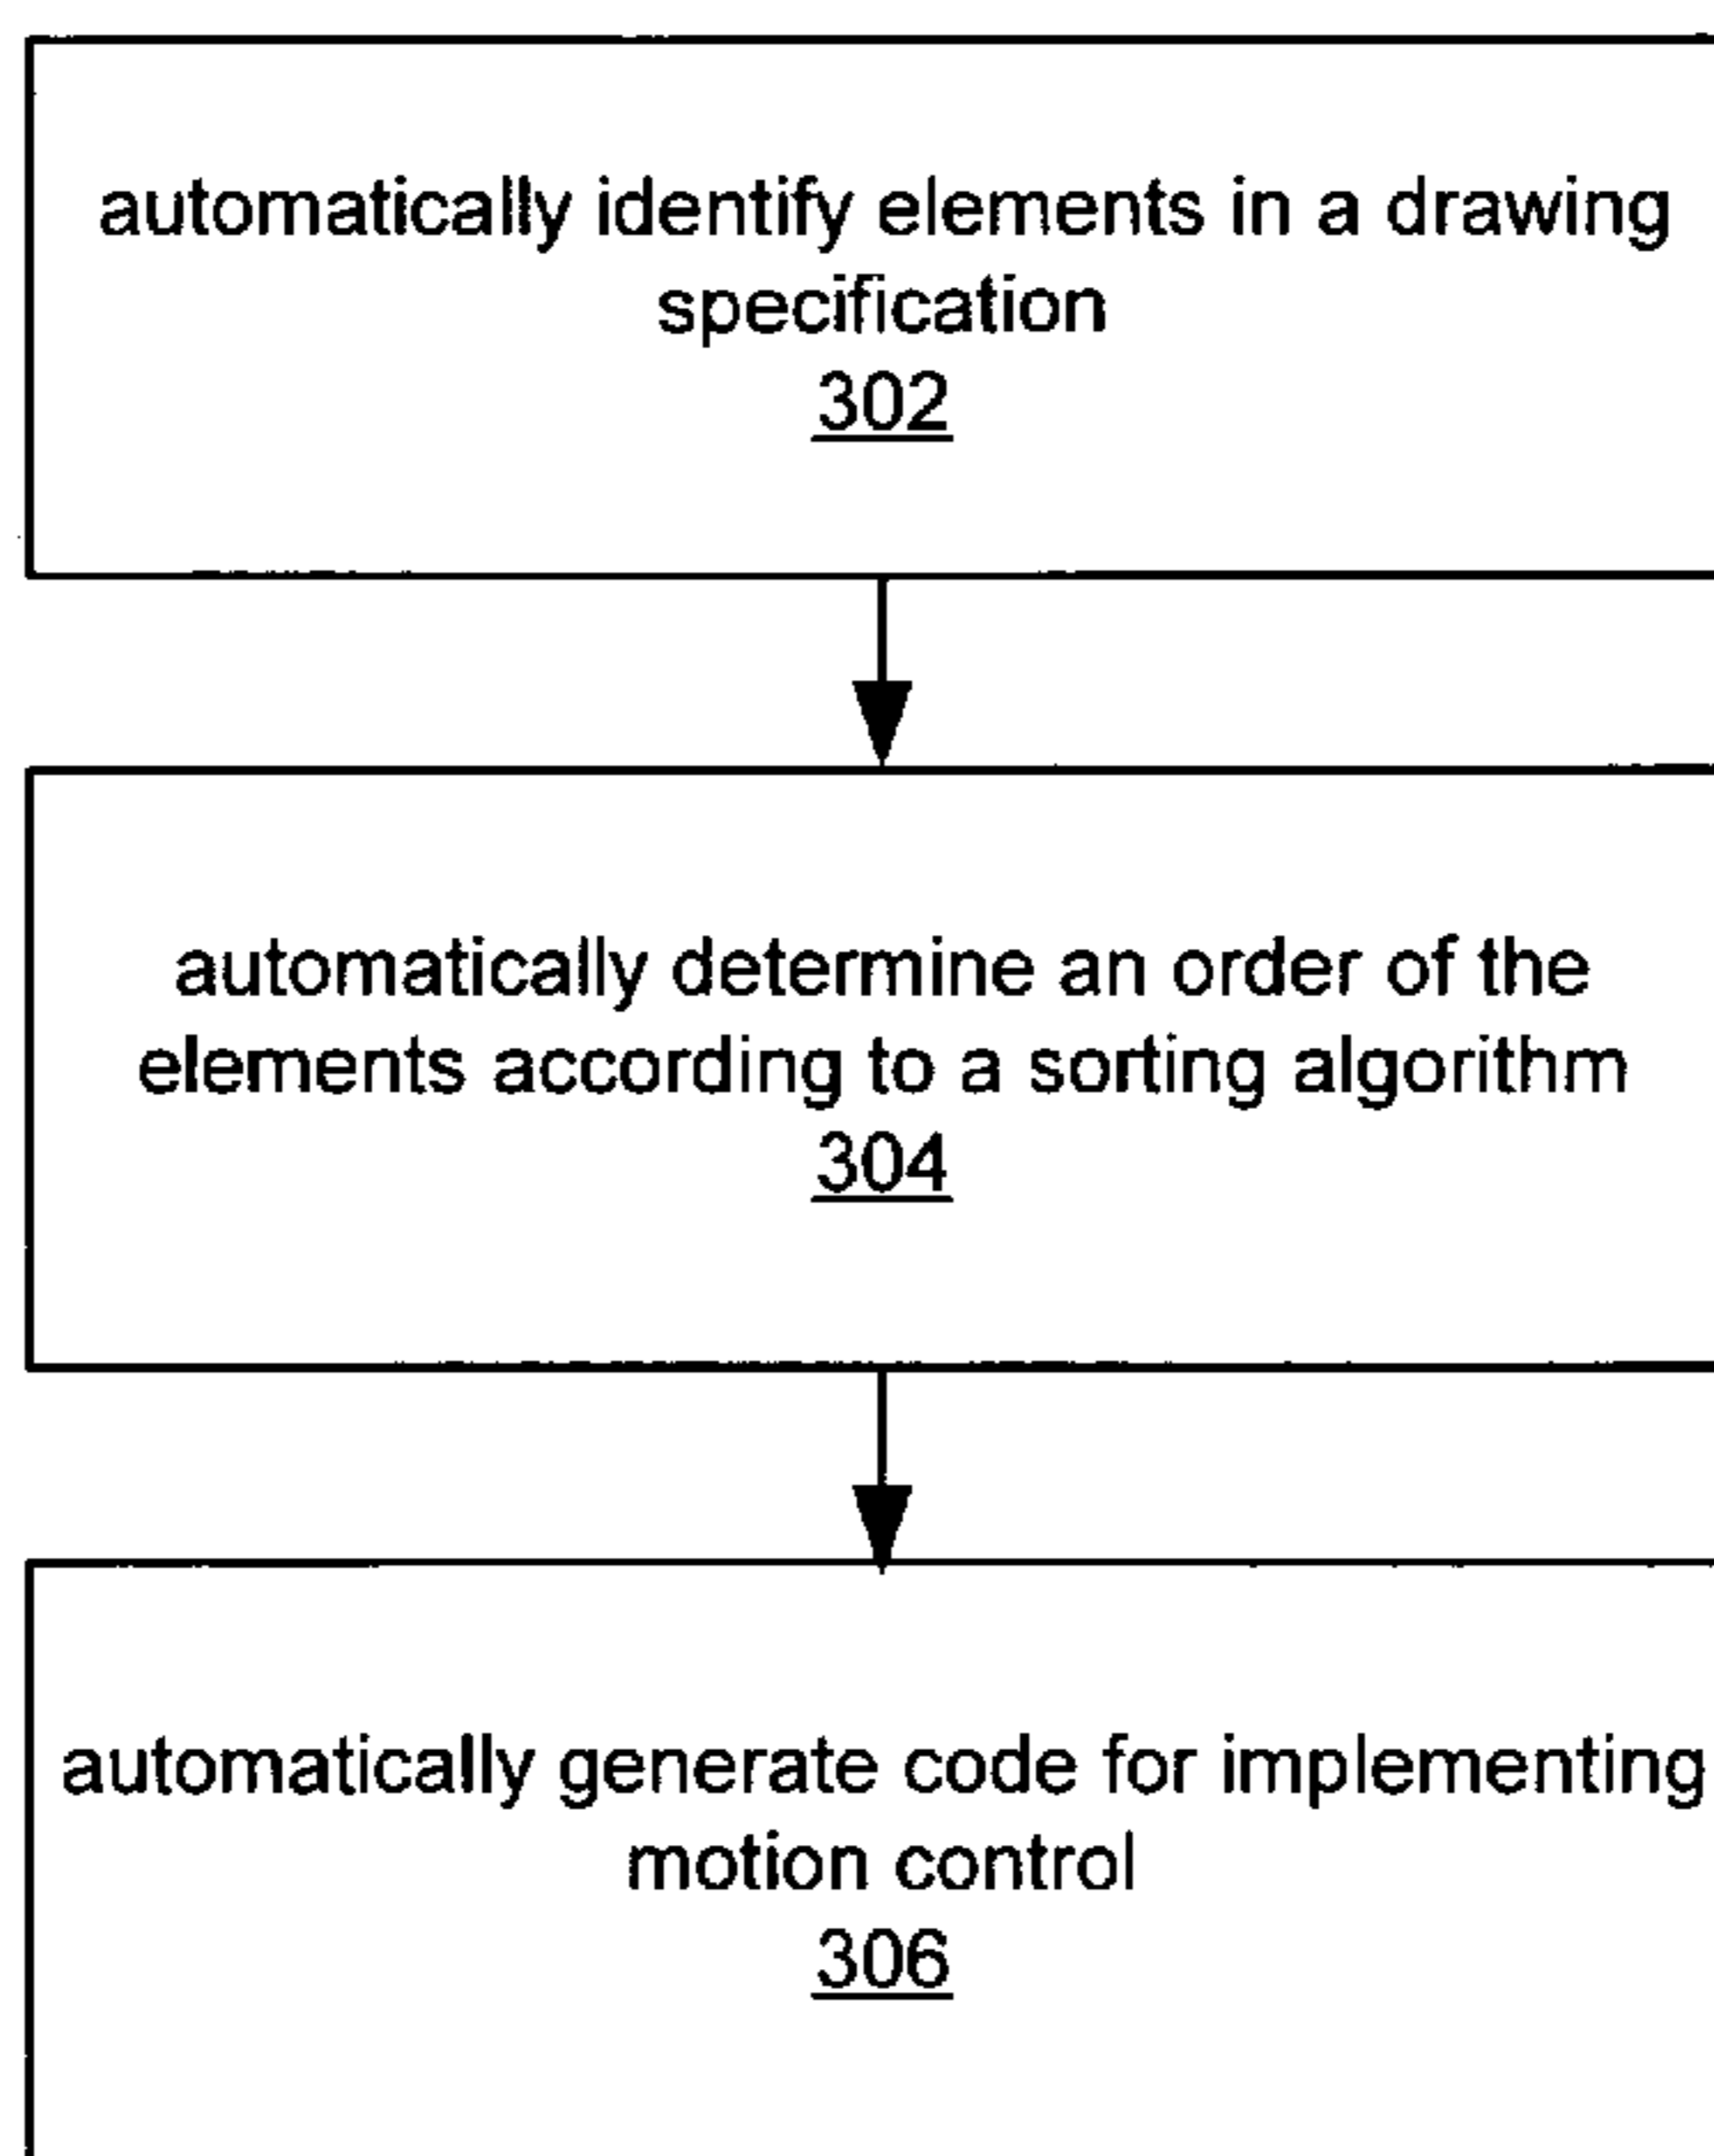 automatically identify elements in a drawing
specification
302
automatically determine an order of the
elements according to a sorting algorithm
304
automatically generate code for implementing
motion control
306